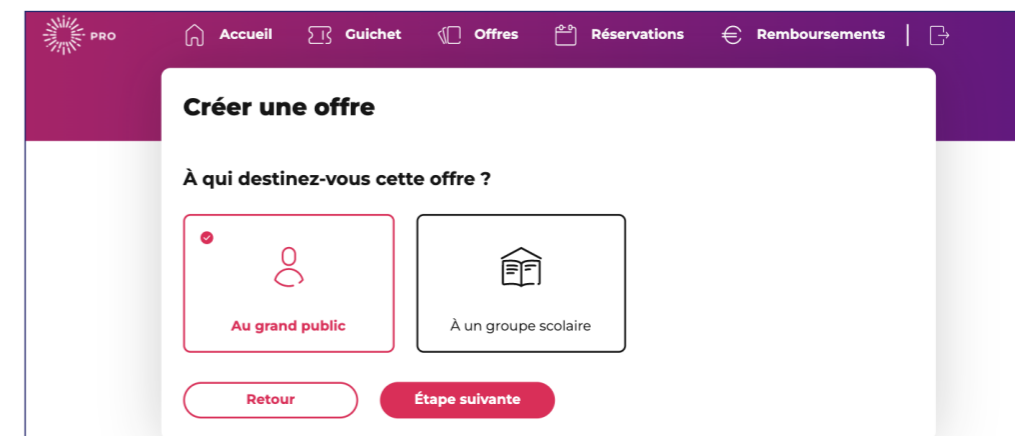 PRO Accueil Guichet Offres Réservations Remboursements
Créer une offre
À qui destinez-vous cette offre ?
Au grand public À un groupe scolaire
Retour Étape suivante